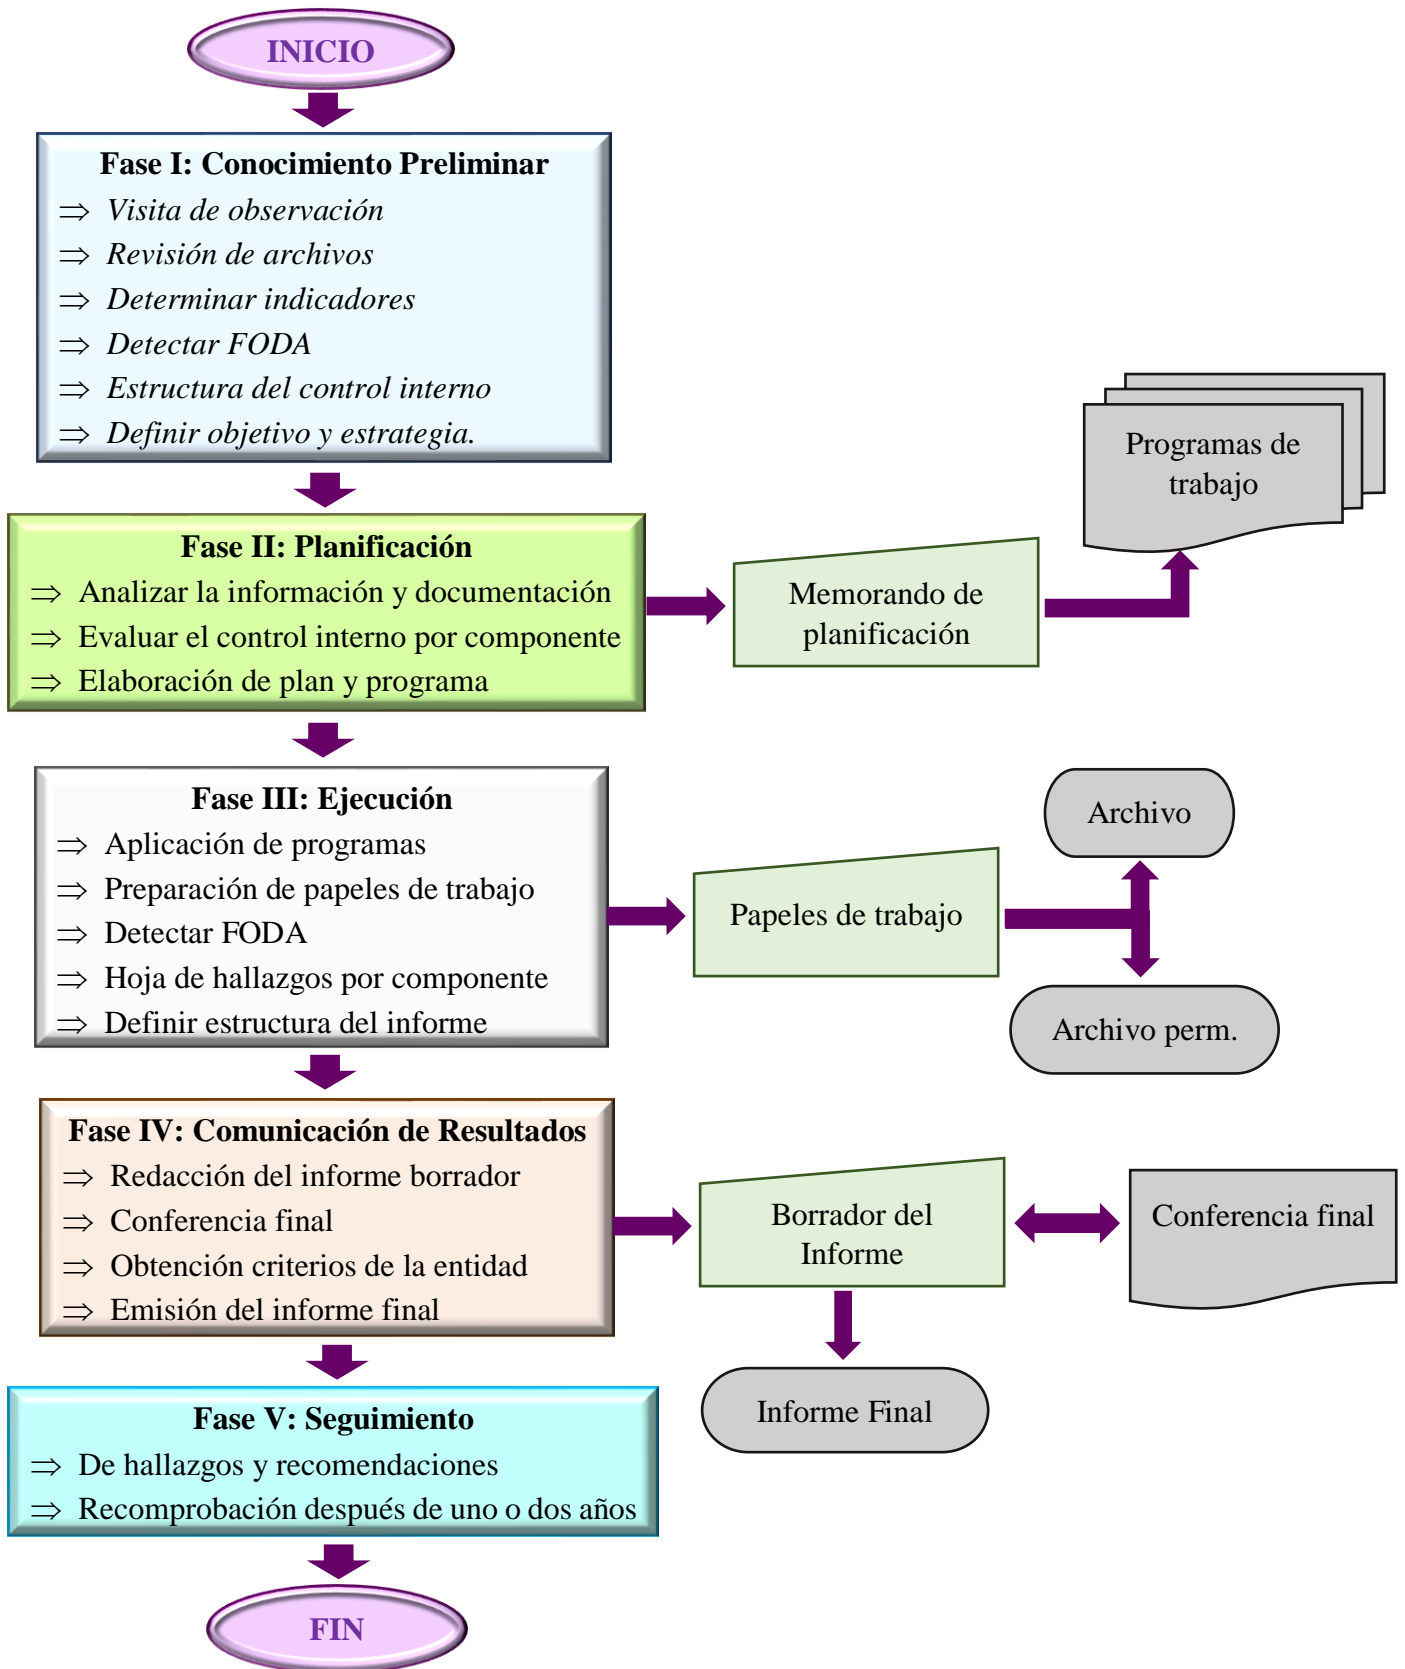 INICIO
Fase I: Conocimiento Preliminar
⇒ Visita de observación
⇒ Revisión de archivos
⇒ Determinar indicadores
⇒ Detectar FODA
⇒ Estructura del control interno
⇒ Definir objetivo y estrategia.
Fase II: Planificación
⇒ Analizar la información y documentación
⇒ Evaluar el control interno por componente
⇒ Elaboración de plan y programa
Memorando de
planificación
Programas de
trabajo
Fase III: Ejecución
⇒ Aplicación de programas
⇒ Preparación de papeles de trabajo
⇒ Detectar FODA
⇒ Hoja de hallazgos por componente
⇒ Definir estructura del informe
Papeles de trabajo
Archivo
Archivo perm.
Fase IV: Comunicación de Resultados
⇒ Redacción del informe borrador
⇒ Conferencia final
⇒ Obtención criterios de la entidad
⇒ Emisión del informe final
Borrador del
Informe
Conferencia final
Informe Final
Fase V: Seguimiento
⇒ De hallazgos y recomendaciones
⇒ Recomprobación después de uno o dos años
FIN